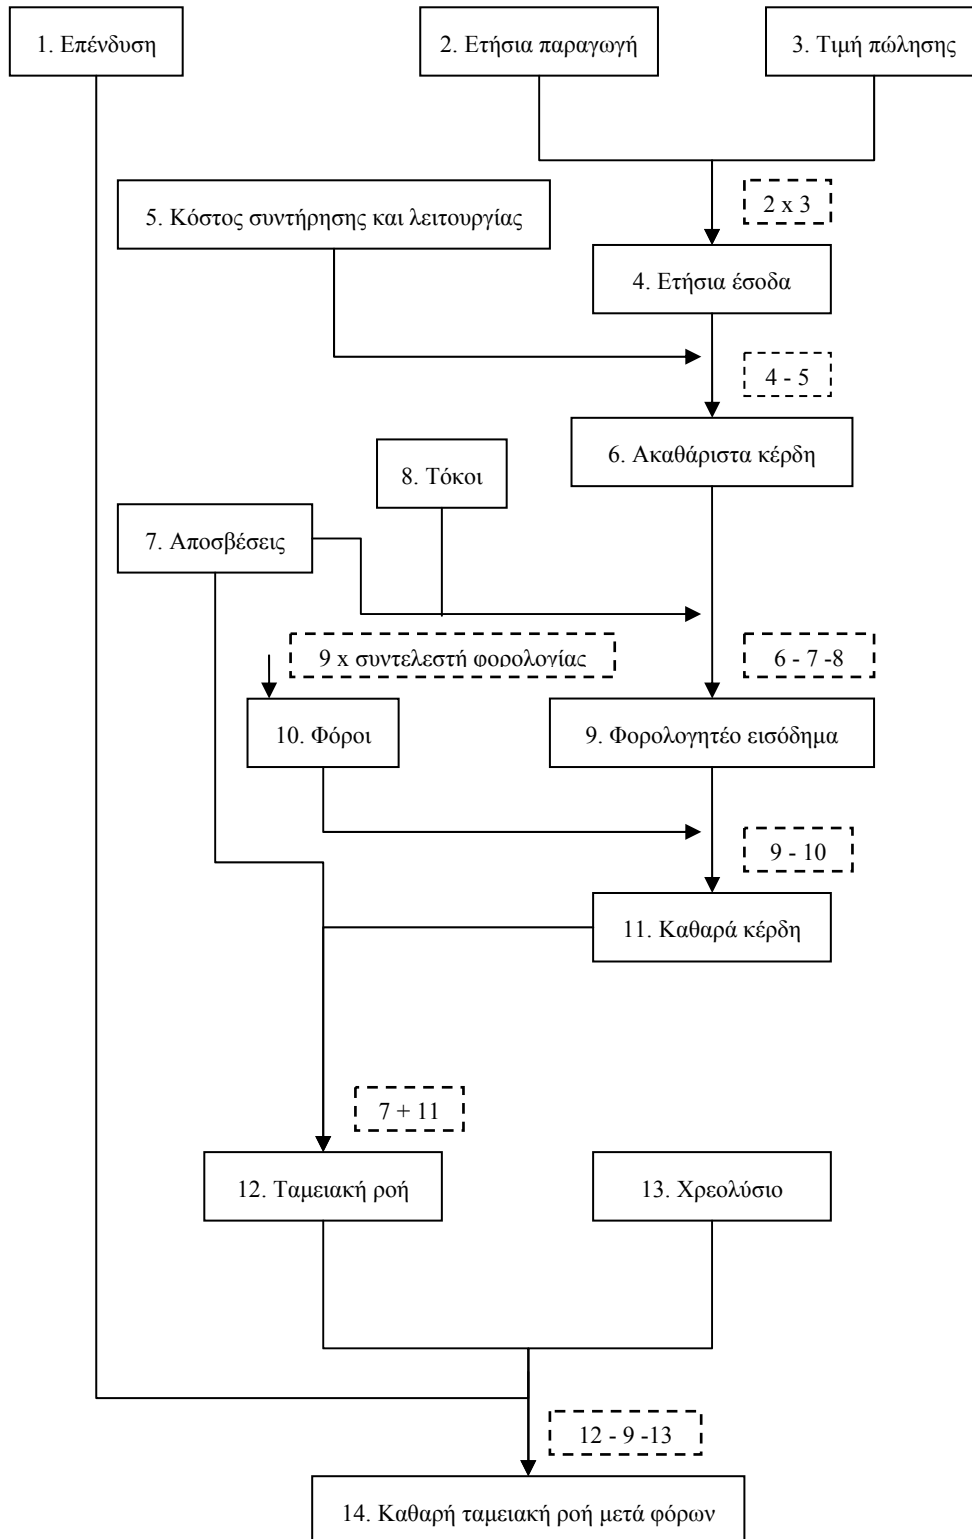 1. Επένδυση
2. Ετήσια παραγωγή
3. Τιμή πώλησης
2 x 3
5. Κόστος συντήρησης και λειτουργίας
4. Ετήσια έσοδα
4 - 5
6. Ακαθάριστα κέρδη
8. Τόκοι
7. Αποσβέσεις
9 x συντελεστή φορολογίας
6 - 7 -8
10. Φόροι
9. Φορολογητέο εισόδημα
9 - 10
11. Καθαρά κέρδη
7 + 11
12. Ταμειακή ροή
13. Χρεολύσιο
12 - 9 -13
14. Καθαρή ταμειακή ροή μετά φόρων